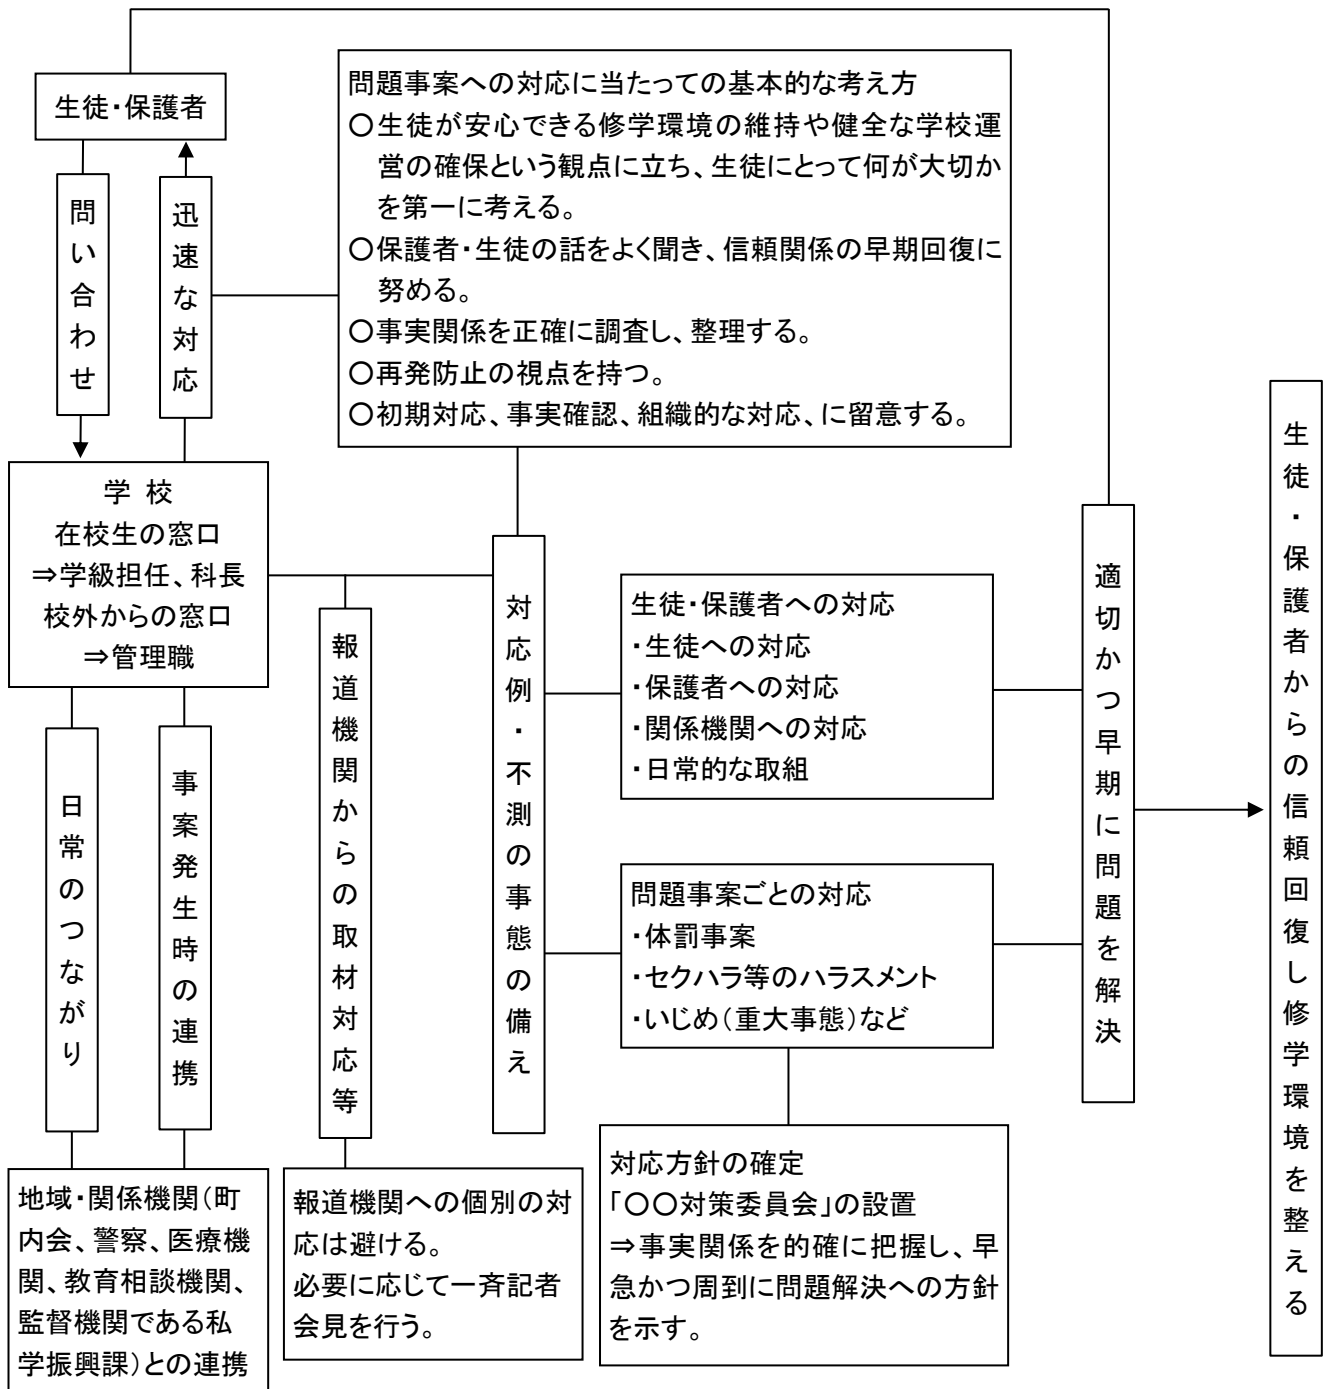 生徒・保護者
問い合わせ
迅速な対応
問題事案への対応に当たっての基本的な考え方
〇生徒が安心できる修学環境の維持や健全な学校運
営の確保という観点に立ち、生徒にとって何が大切か
を第一に考える。
〇保護者・生徒の話をよく聞き、信頼関係の早期回復に
努める。
〇事実関係を正確に調査し、整理する。
〇再発防止の視点を持つ。
〇初期対応、事実確認、組織的な対応、に留意する。
学 校
在校生の窓口
⇒学級担任、科長
校外からの窓口
⇒管理職
日常のつながり
事案発生時の連携
地域・関係機関(町
内会、警察、医療機
関、教育相談機関、
監督機関である私
学振興課)との連携
報道機関からの取材対応等
報道機関への個別の対
応は避ける。
必要に応じて一斉記者
会見を行う。
対応例・不測の事態の備え
生徒・保護者への対応
・生徒への対応
・保護者への対応
・関係機関への対応
・日常的な取組
問題事案ごとの対応
・体罰事案
・セクハラ等のハラスメント
・いじめ(重大事態)など
対応方針の確定
「〇〇対策委員会」の設置
⇒事実関係を的確に把握し、早
急かつ周到に問題解決への方針
を示す。
適切かつ早期に問題を解決
生徒・保護者からの信頼回復し修学環境を整える